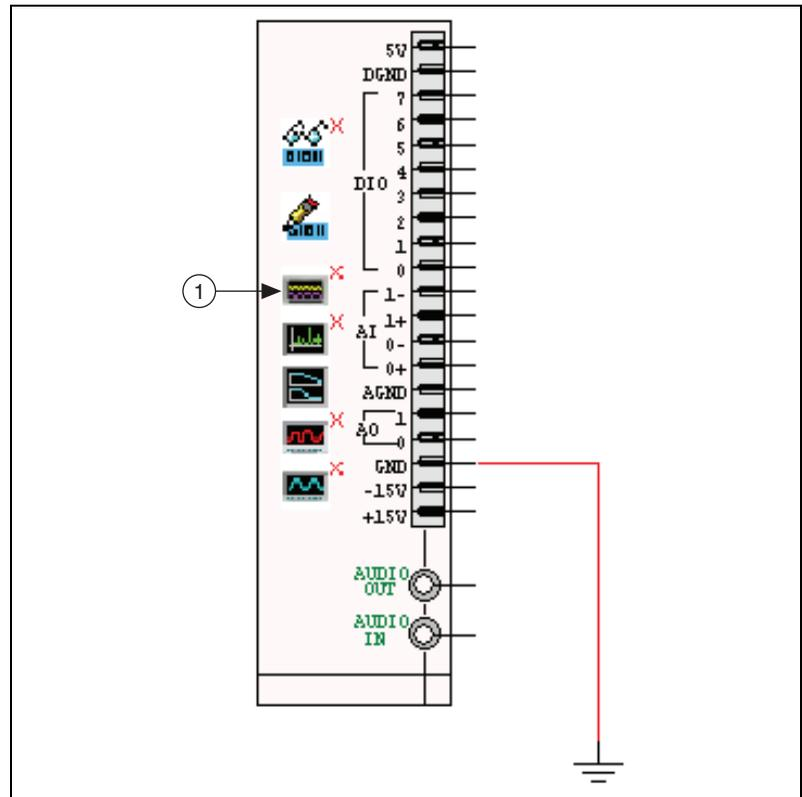 5V
DGND
7
6
5
4
DIO
3
2
1
0
1
1-
1+
AI
0-
0+
AGND
1
AO
0
GND
-15V
+15V
AUDIO
OUT
AUDIO
IN